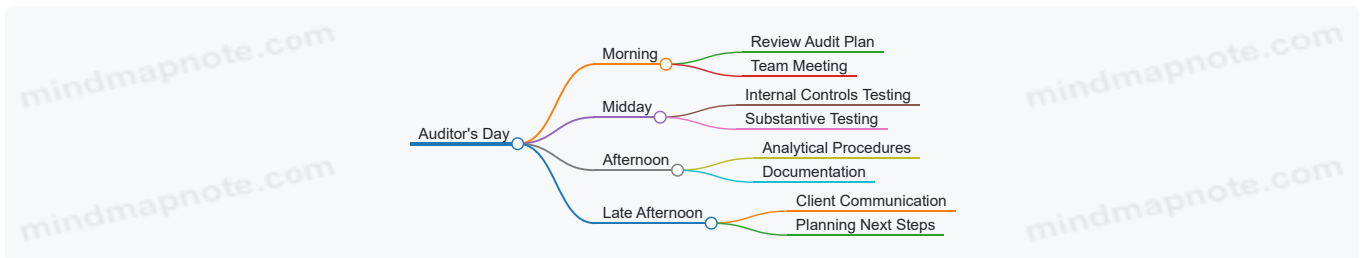 mindmapnote.com
mindmapnote.com
Auditor's Day
Morning
Review Audit Plan
Team Meeting
Midday
Internal Controls Testing
Substantive Testing
Afternoon
Analytical Procedures
Documentation
Late Afternoon
Client Communication
Planning Next Steps
mindmapnote.com
mindmapnote.com